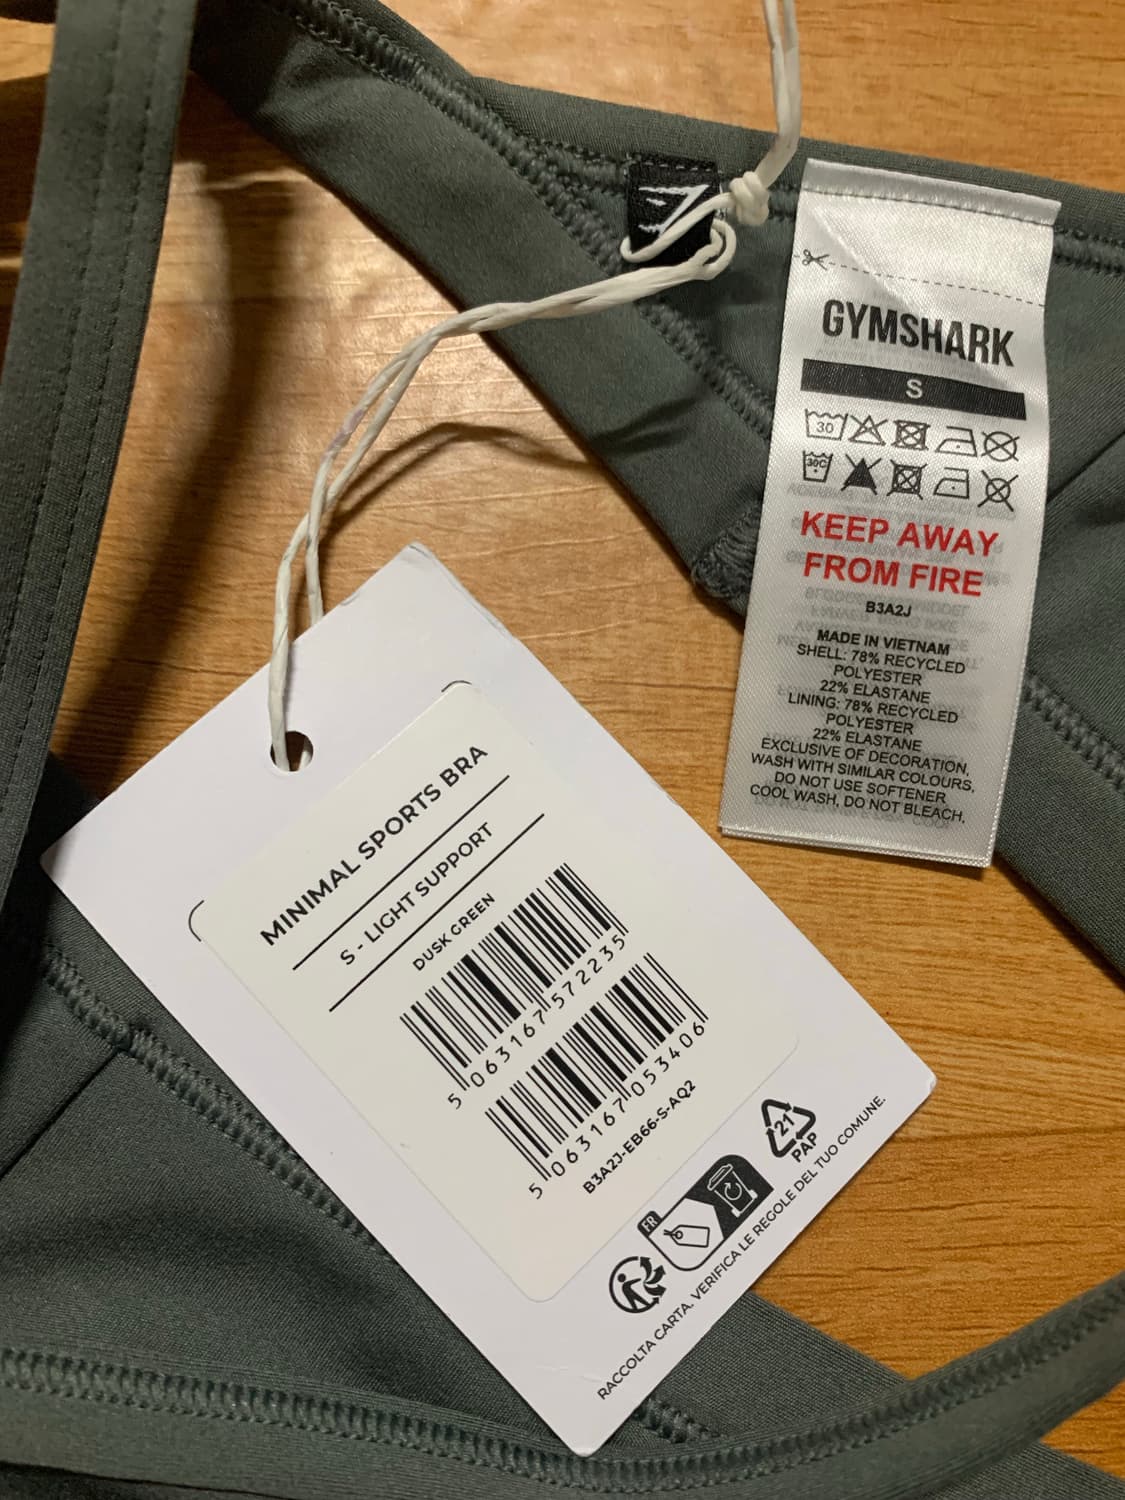 GYMSHARK
S
30
30C
KEEP AWAY
FROM FIRE
B3A2J
MADE IN VIETNAM
SHELL: 78% RECYCLED
POLYESTER
22% ELASTANE
LINING: 78% RECYCLED
POLYESTER
22% ELASTANE
EXCLUSIVE OF DECORATION,
WASH WITH SIMILAR COLOURS,
DO NOT USE SOFTENER
COOL WASH, DO NOT BLEACH,
MINIMAL SPORTS BRA
S - LIGHT SUPPORT
DUSK GREEN
5 063167 572235
5 063167 053406
B3A2J-EB66-S-AQ2
21
PAP
FR
RACCOLTA CARTA. VERIFICA LE REGOLE DEL TUO COMUNE.